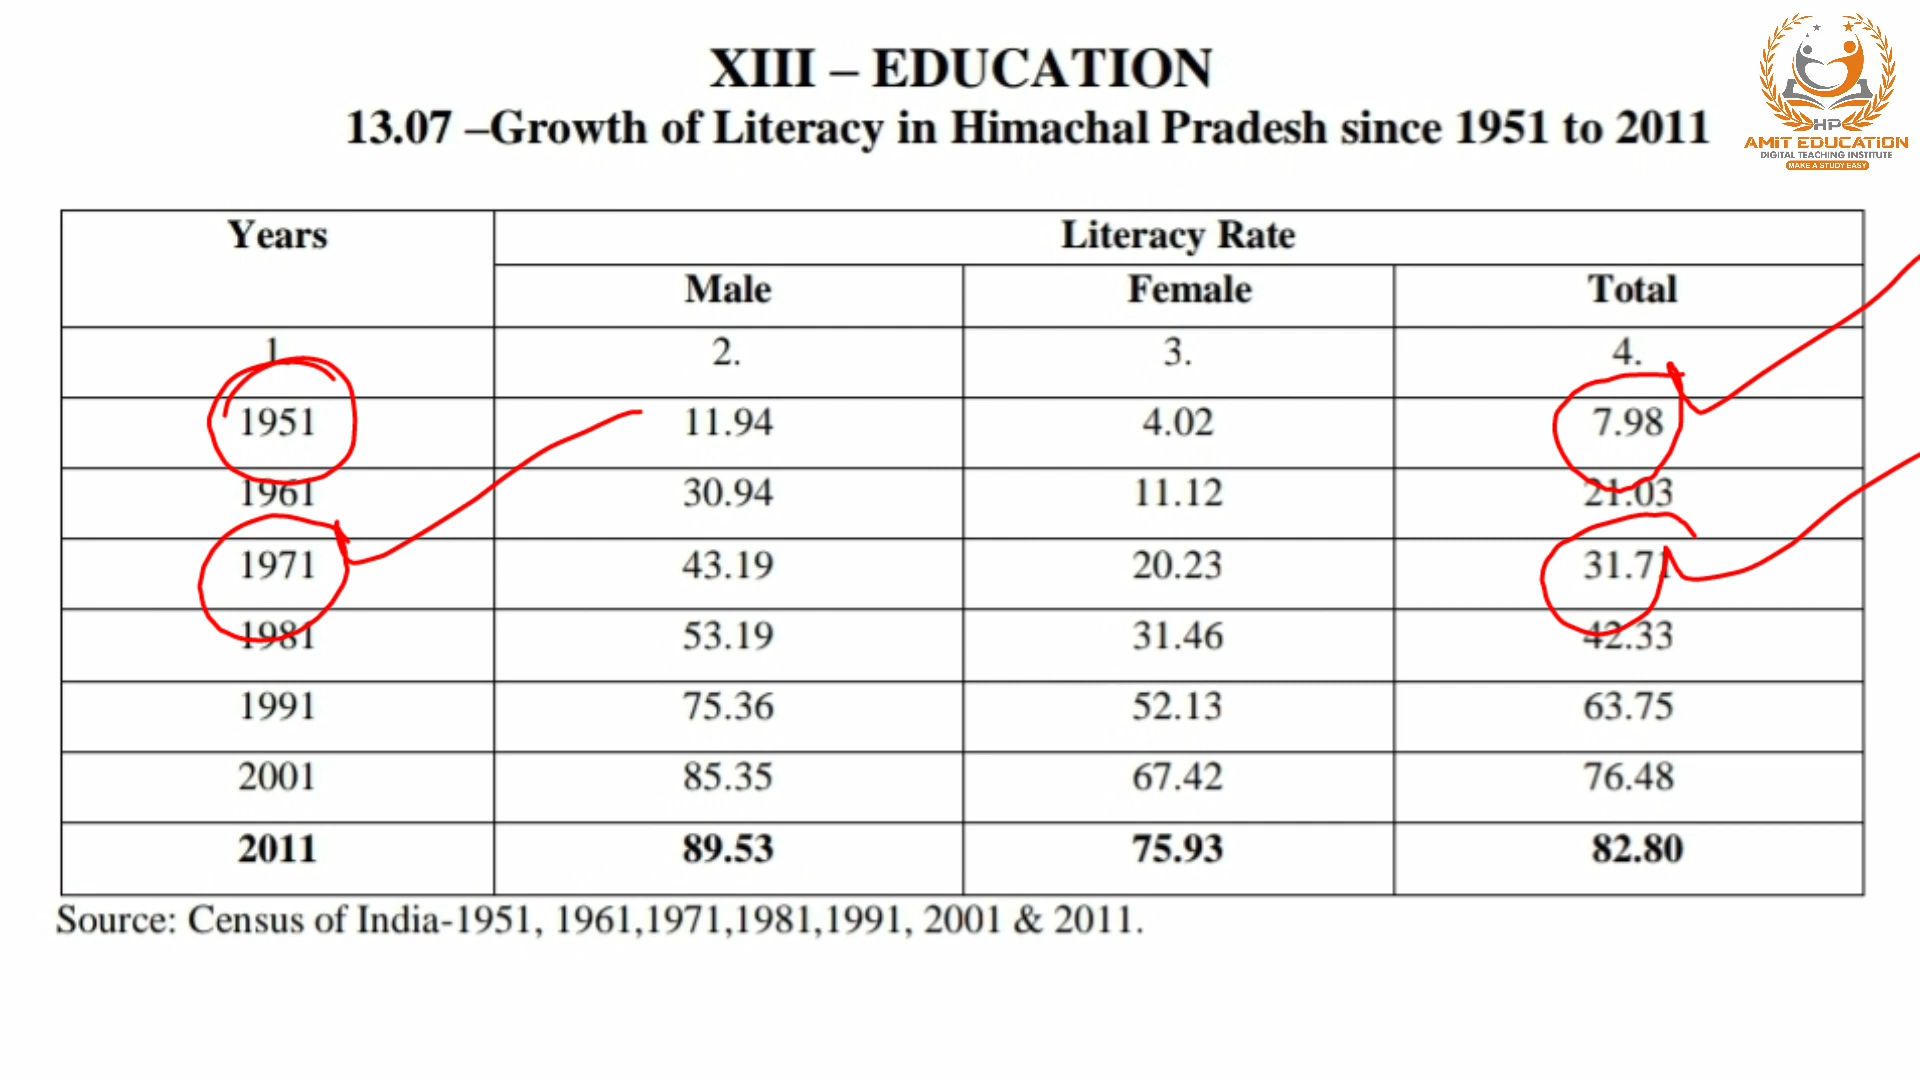 XIII – EDUCATION
13.07 –Growth of Literacy in Himachal Pradesh since 1951 to 2011
HP
AMiT EDUCATiON
DIGITAL TEACHING INSTITUTE
MAKE A STUDY EASY
Years Literacy Rate
Male Female Total
1. 2. 3. 4.
1951 11.94 4.02 7.98
1961 30.94 11.12 21.03
1971 43.19 20.23 31.71
1981 53.19 31.46 42.33
1991 75.36 52.13 63.75
2001 85.35 67.42 76.48
2011 89.53 75.93 82.80
Source: Census of India-1951, 1961,1971,1981,1991, 2001 & 2011.